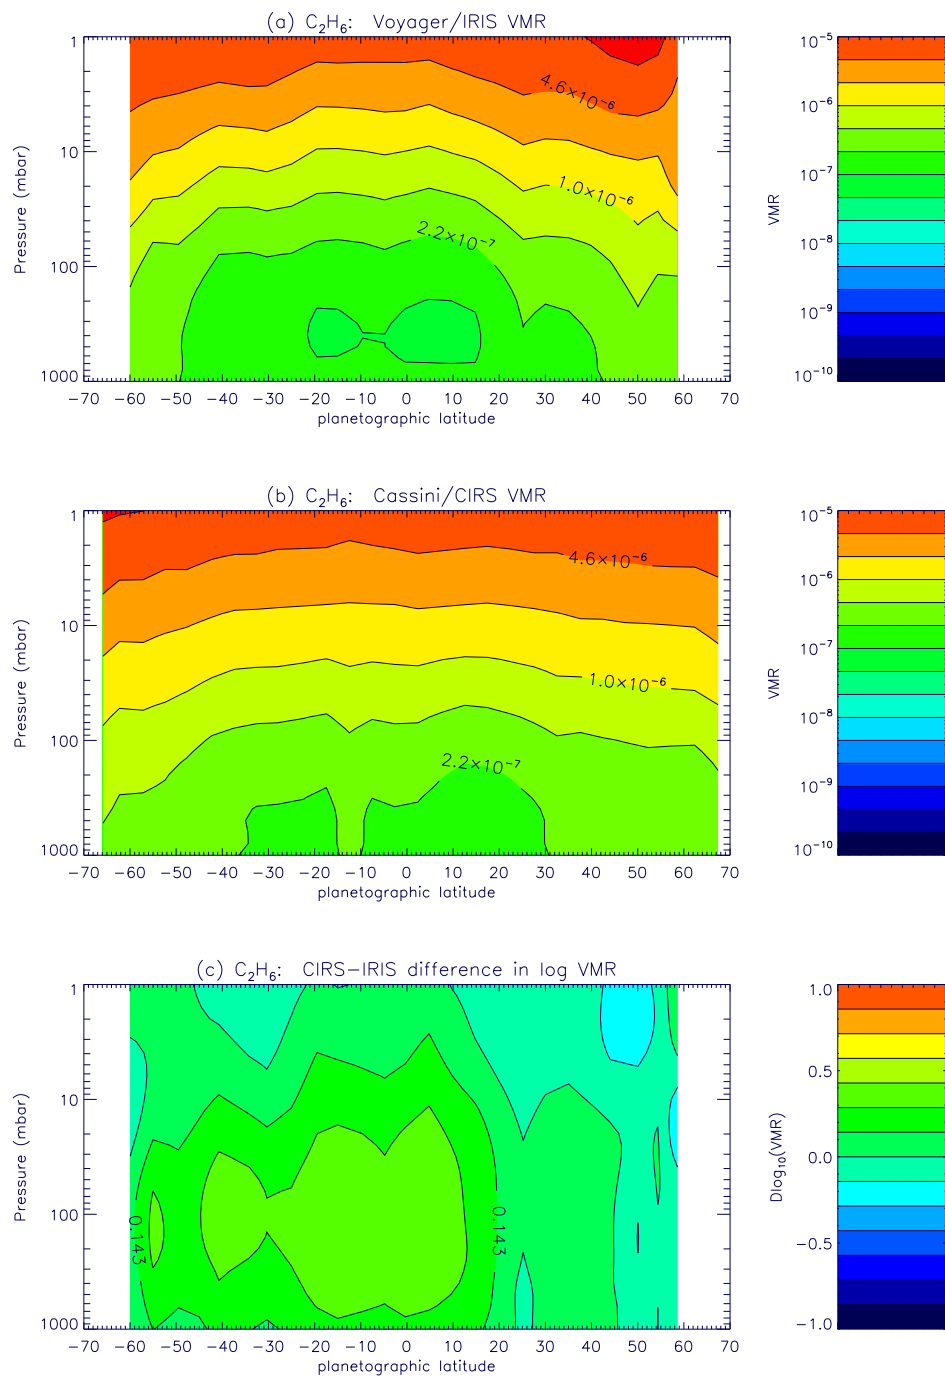 (a) C₂H₆: Voyager/IRIS VMR
1
10
100
1000
Pressure (mbar)
4.6×10⁻⁶
1.0×10⁻⁶
2.2×10⁻⁷
−70 −60 −50 −40 −30 −20 −10 0 10 20 30 40 50 60 70
planetographic latitude
VMR
10⁻⁵
10⁻⁶
10⁻⁷
10⁻⁸
10⁻⁹
10⁻¹⁰
(b) C₂H₆: Cassini/CIRS VMR
1
10
100
1000
Pressure (mbar)
4.6×10⁻⁶
1.0×10⁻⁶
2.2×10⁻⁷
−70 −60 −50 −40 −30 −20 −10 0 10 20 30 40 50 60 70
planetographic latitude
VMR
10⁻⁵
10⁻⁶
10⁻⁷
10⁻⁸
10⁻⁹
10⁻¹⁰
(c) C₂H₆: CIRS−IRIS difference in log VMR
1
10
100
1000
Pressure (mbar)
0.143
0.143
−70 −60 −50 −40 −30 −20 −10 0 10 20 30 40 50 60 70
planetographic latitude
Dlog₁₀(VMR)
1.0
0.5
0.0
−0.5
−1.0